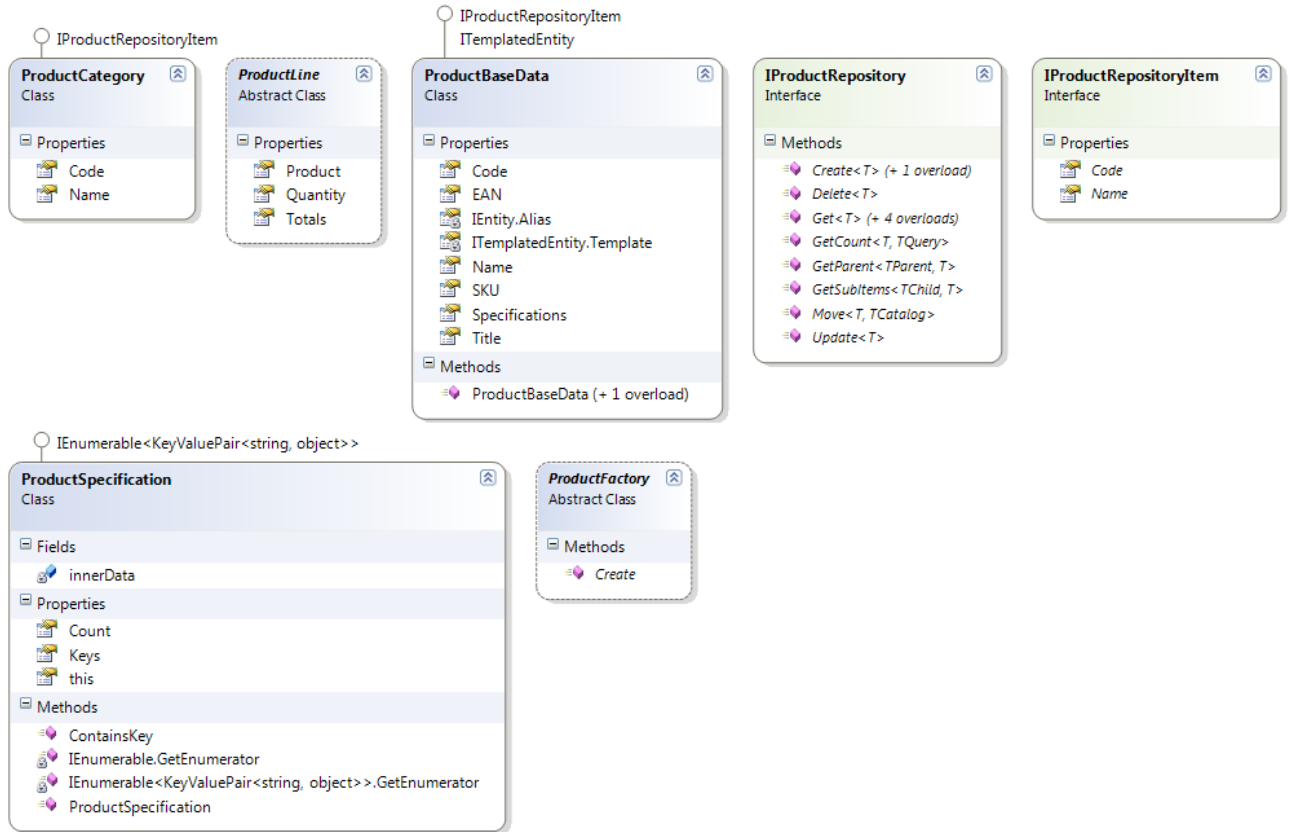 IProductRepositoryItem
ProductCategory
Class
Properties
Code
Name
ProductLine
Abstract Class
Properties
Product
Quantity
Totals
IProductRepositoryItem
ITemplatedEntity
ProductBaseData
Class
Properties
Code
EAN
IEntity.Alias
ITemplatedEntity.Template
Name
SKU
Specifications
Title
Methods
ProductBaseData (+ 1 overload)
IProductRepository
Interface
Methods
Create<T> (+ 1 overload)
Delete<T>
Get<T> (+ 4 overloads)
GetCount<T, TQuery>
GetParent<TParent, T>
GetSubItems<TChild, T>
Move<T, TCatalog>
Update<T>
IProductRepositoryItem
Interface
Properties
Code
Name
IEnumerable<KeyValuePair<string, object>>
ProductSpecification
Class
Fields
innerData
Properties
Count
Keys
this
Methods
ContainsKey
IEnumerable.GetEnumerator
IEnumerable<KeyValuePair<string, object>>.GetEnumerator
ProductSpecification
ProductFactory
Abstract Class
Methods
Create